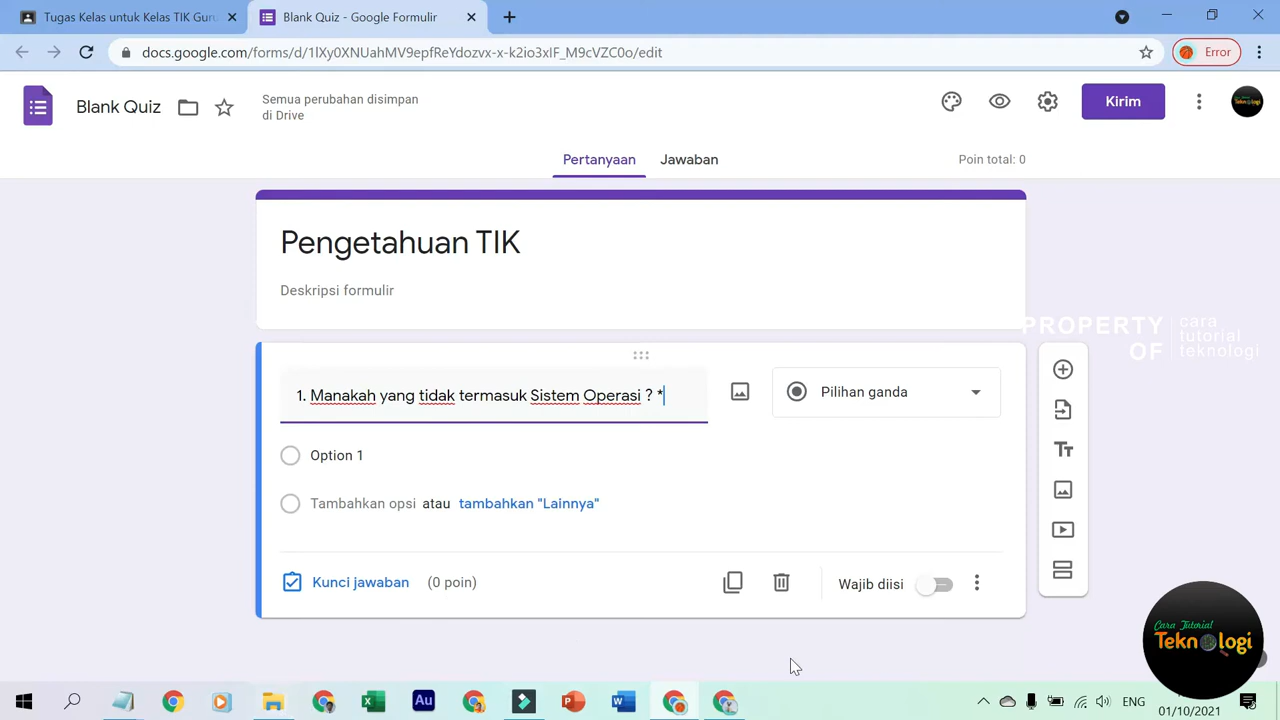 Tugas Kelas untuk Kelas TIK Guru
Blank Quiz - Google Formulir
docs.google.com/forms/d/1lXy0XNUahMV9epfReYdozvx-x-k2io3xIF_M9cVZC0o/edit
Error
Blank Quiz
Semua perubahan disimpan
di Drive
Kirim
Pertanyaan
Jawaban
Poin total: 0
Pengetahuan TIK
Deskripsi formulir
PROPERTY
OF
cara
tutorial
teknologi
1. Manakah yang tidak termasuk Sistem Operasi ? *
Pilihan ganda
Option 1
Tambahkan opsi atau tambahkan "Lainnya"
Kunci jawaban (0 poin)
Wajib diisi
Cara Tutorial
Teknologi
ENG
01/10/2021